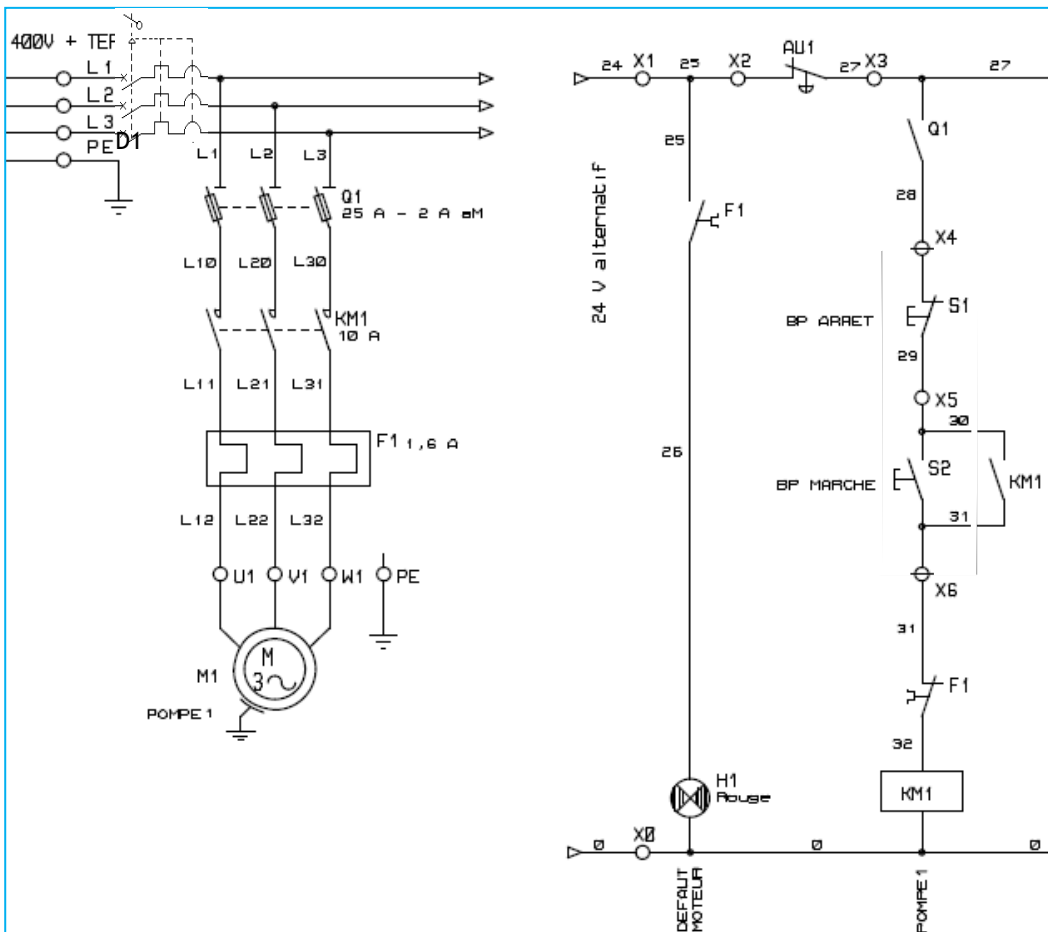 400V + TER
L1
L2
L3
D1
PE
L1 L2 L3
Q1
25 A - 2 A aM
L10 L20 L30
KM1
10 A
L11 L21 L31
F1 1,6 A
L12 L22 L32
U1 V1 W1 PE
M
3
M1
POMPE1
24 X1 25 X2 AU1 27 X3 27
24 V alternatif
25
F1
26
H1
Rouge
X0
0 0 0
DEFAUT
MOTEUR
Q1
28
X4
S1
BP ARRET
29
X5
30
S2
BP MARCHE
KM1
31
X6
31
F1
32
KM1
POMPE1